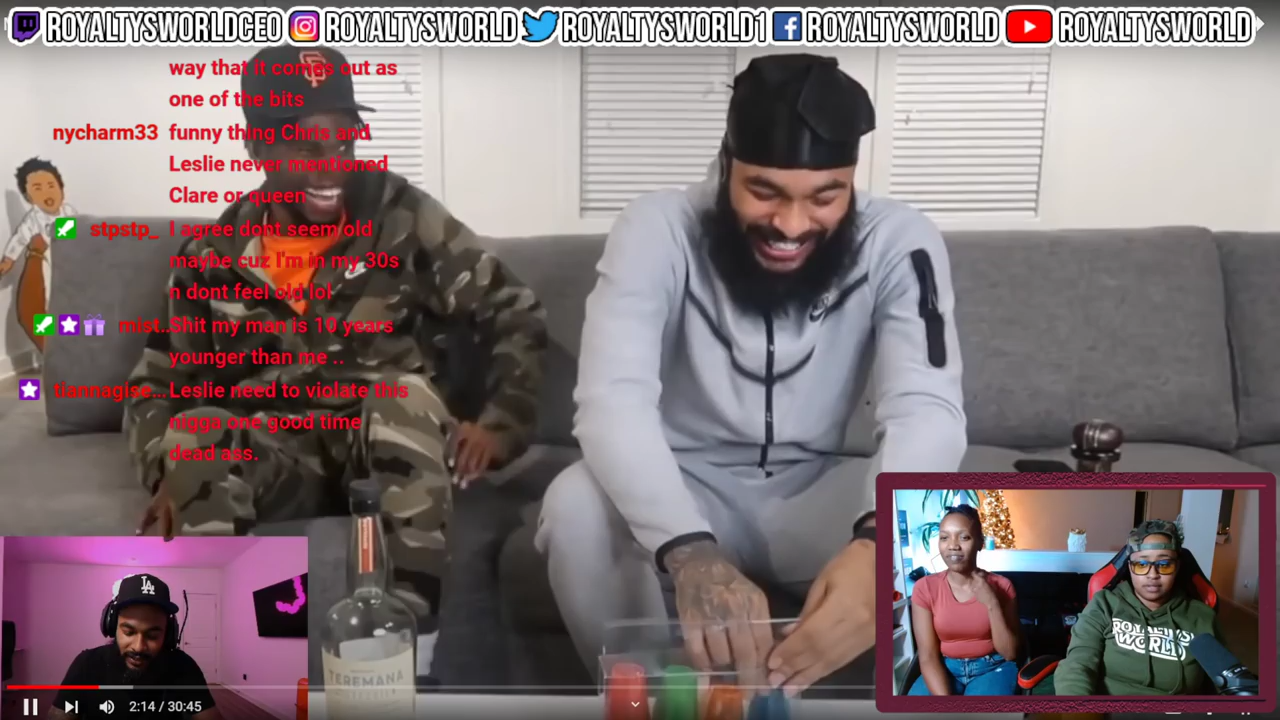 ROYALTYSWORLDCEO ROYALTYSWORLD ROYALTYSWORLD1 ROYALTYSWORLD ROYALTYSWORLD
way that it comes out as
one of the bits
nycharm33 funny thing Chris and
Leslie never mentioned
Clare or queen
stpstp_ I agree dont seem old
maybe cuz I'm in my 30s
n dont feel old lol
mist.. Shit my man is 10 years
younger than me ..
tiannagise... Leslie need to violate this
nigga one good time
dead ass.
LA
TEREMANA
ROYALTYS
WORLD
2:14 / 30:45